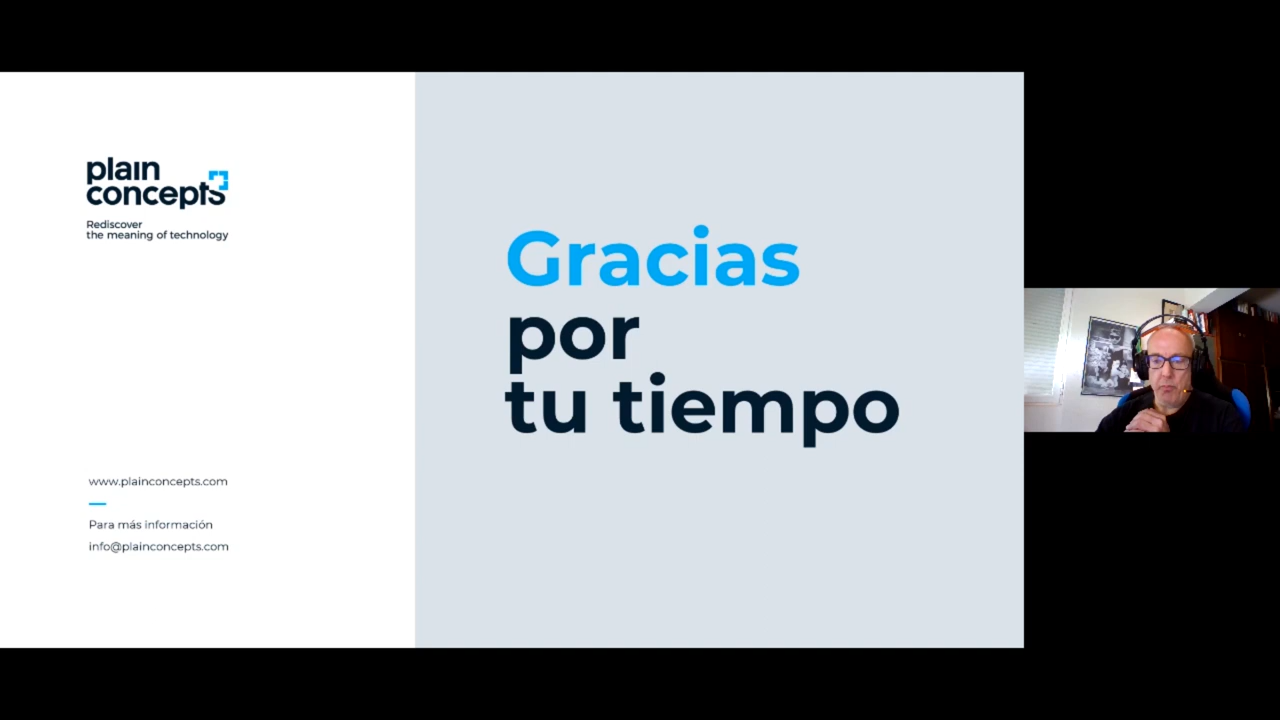 plain
concepts
Rediscover
the meaning of technology
www.plainconcepts.com
Para más información
info@plainconcepts.com
Gracias
por
tu tiempo